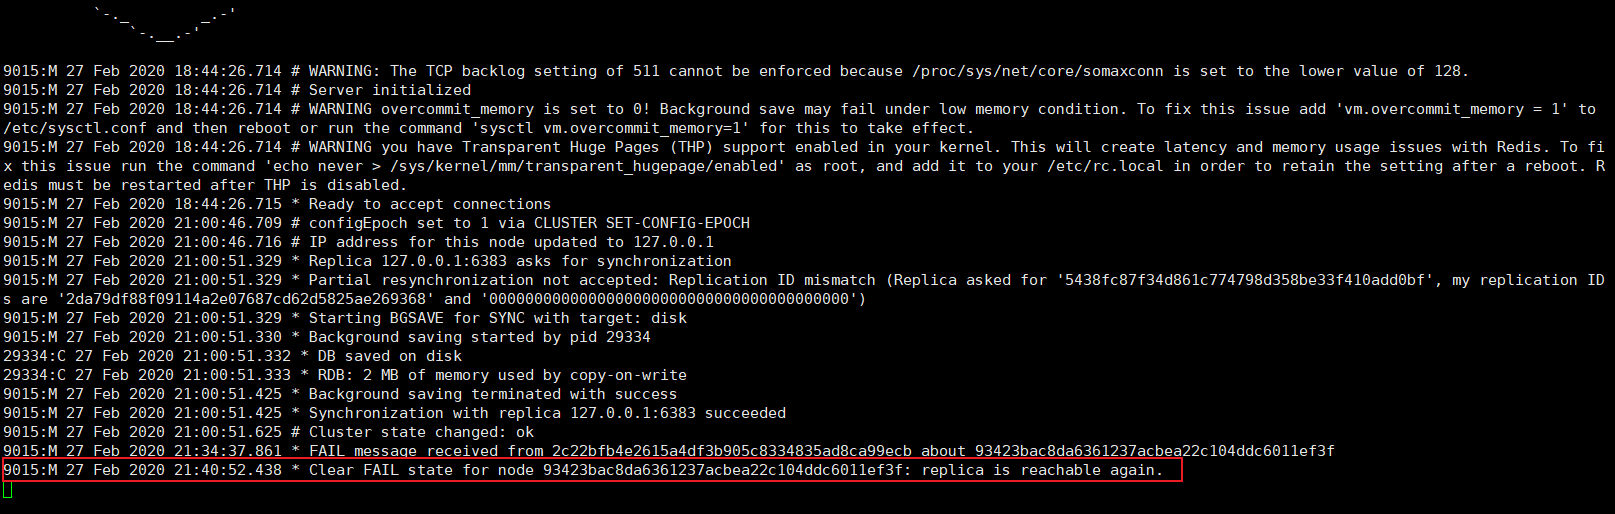 `-._        _.-'
`-.__.-'
9015:M 27 Feb 2020 18:44:26.714 # WARNING: The TCP backlog setting of 511 cannot be enforced because /proc/sys/net/core/somaxconn is set to the lower value of 128.
9015:M 27 Feb 2020 18:44:26.714 # Server initialized
9015:M 27 Feb 2020 18:44:26.714 # WARNING overcommit_memory is set to 0! Background save may fail under low memory condition. To fix this issue add 'vm.overcommit_memory = 1' to
/etc/sysctl.conf and then reboot or run the command 'sysctl vm.overcommit_memory=1' for this to take effect.
9015:M 27 Feb 2020 18:44:26.714 # WARNING you have Transparent Huge Pages (THP) support enabled in your kernel. This will create latency and memory usage issues with Redis. To fi
x this issue run the command 'echo never > /sys/kernel/mm/transparent_hugepage/enabled' as root, and add it to your /etc/rc.local in order to retain the setting after a reboot. R
edis must be restarted after THP is disabled.
9015:M 27 Feb 2020 18:44:26.715 * Ready to accept connections
9015:M 27 Feb 2020 21:00:46.709 # configEpoch set to 1 via CLUSTER SET-CONFIG-EPOCH
9015:M 27 Feb 2020 21:00:46.716 # IP address for this node updated to 127.0.0.1
9015:M 27 Feb 2020 21:00:51.329 * Replica 127.0.0.1:6383 asks for synchronization
9015:M 27 Feb 2020 21:00:51.329 * Partial resynchronization not accepted: Replication ID mismatch (Replica asked for '5438fc87f34d861c774798d358be33f410add0bf', my replication ID
s are '2da79df88f09114a2e07687cd62d5825ae269368' and '0000000000000000000000000000000000000000')
9015:M 27 Feb 2020 21:00:51.329 * Starting BGSAVE for SYNC with target: disk
9015:M 27 Feb 2020 21:00:51.330 * Background saving started by pid 29334
29334:C 27 Feb 2020 21:00:51.332 * DB saved on disk
29334:C 27 Feb 2020 21:00:51.333 * RDB: 2 MB of memory used by copy-on-write
9015:M 27 Feb 2020 21:00:51.425 * Background saving terminated with success
9015:M 27 Feb 2020 21:00:51.425 * Synchronization with replica 127.0.0.1:6383 succeeded
9015:M 27 Feb 2020 21:00:51.625 # Cluster state changed: ok
9015:M 27 Feb 2020 21:34:37.861 * FAIL message received from 2c22bfb4e2615a4df3b905c8334835ad8ca99ecb about 93423bac8da6361237acbea22c104ddc6011ef3f
9015:M 27 Feb 2020 21:40:52.438 * Clear FAIL state for node 93423bac8da6361237acbea22c104ddc6011ef3f: replica is reachable again.